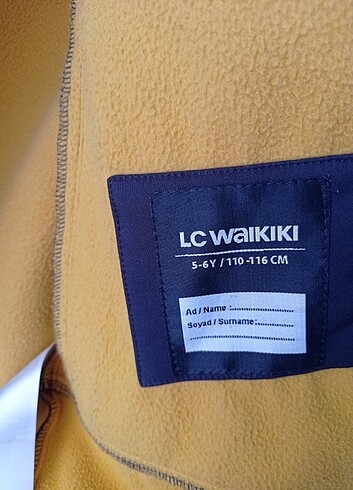 LC WAIKIKI
5-6Y / 110-116 CM
Ad / Name :....................
Soyad / Surname:............
..............................